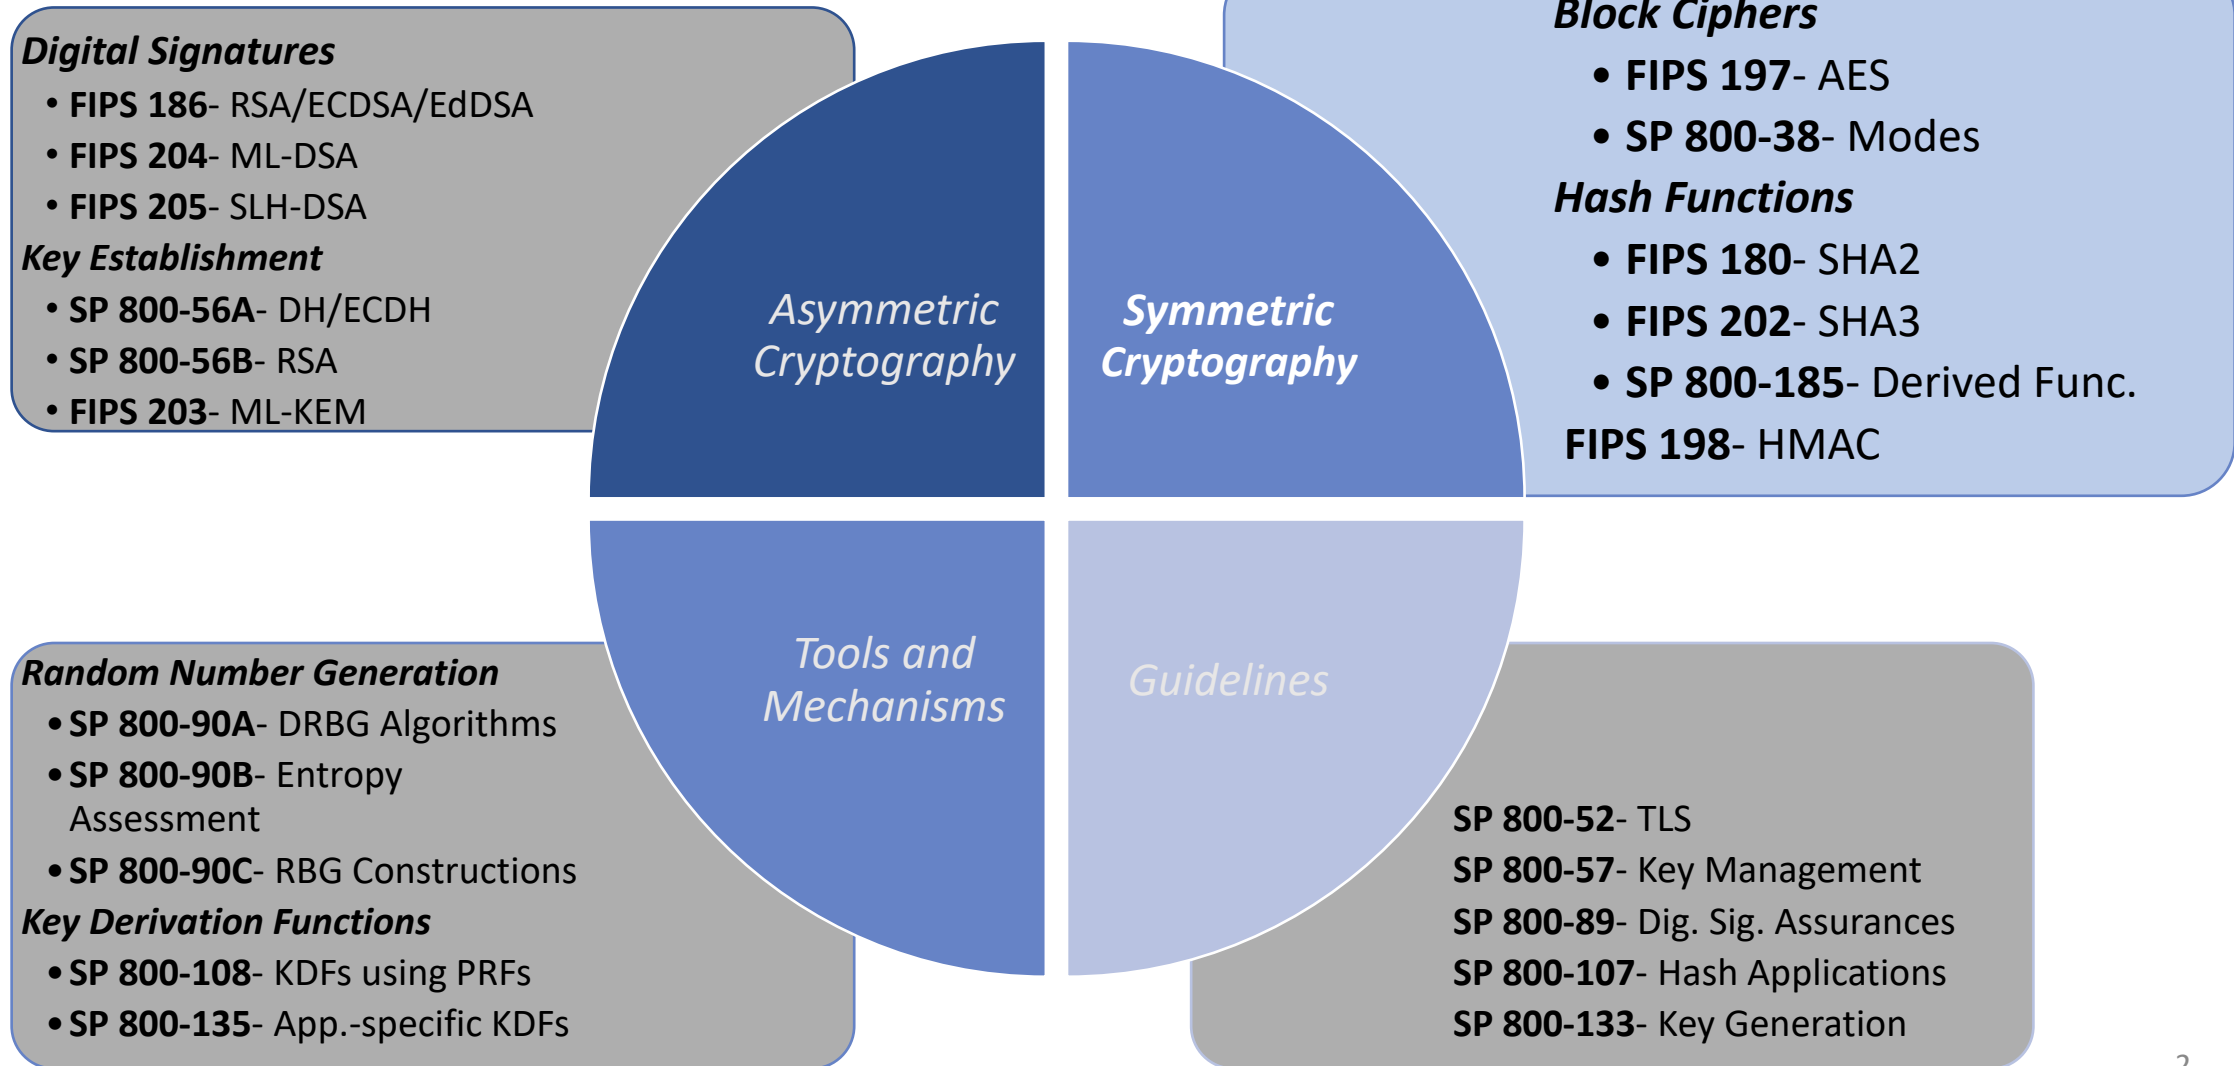 Digital Signatures
• FIPS 186- RSA/ECDSA/EdDSA
• FIPS 204- ML-DSA
• FIPS 205- SLH-DSA
Key Establishment
• SP 800-56A- DH/ECDH
• SP 800-56B- RSA
• FIPS 203- ML-KEM
Asymmetric
Cryptography
Symmetric
Cryptography
Block Ciphers
• FIPS 197- AES
• SP 800-38- Modes
Hash Functions
• FIPS 180- SHA2
• FIPS 202- SHA3
• SP 800-185- Derived Func.
FIPS 198- HMAC
Random Number Generation
• SP 800-90A- DRBG Algorithms
• SP 800-90B- Entropy
Assessment
• SP 800-90C- RBG Constructions
Key Derivation Functions
• SP 800-108- KDFs using PRFs
• SP 800-135- App.-specific KDFs
Tools and
Mechanisms
Guidelines
SP 800-52- TLS
SP 800-57- Key Management
SP 800-89- Dig. Sig. Assurances
SP 800-107- Hash Applications
SP 800-133- Key Generation
2